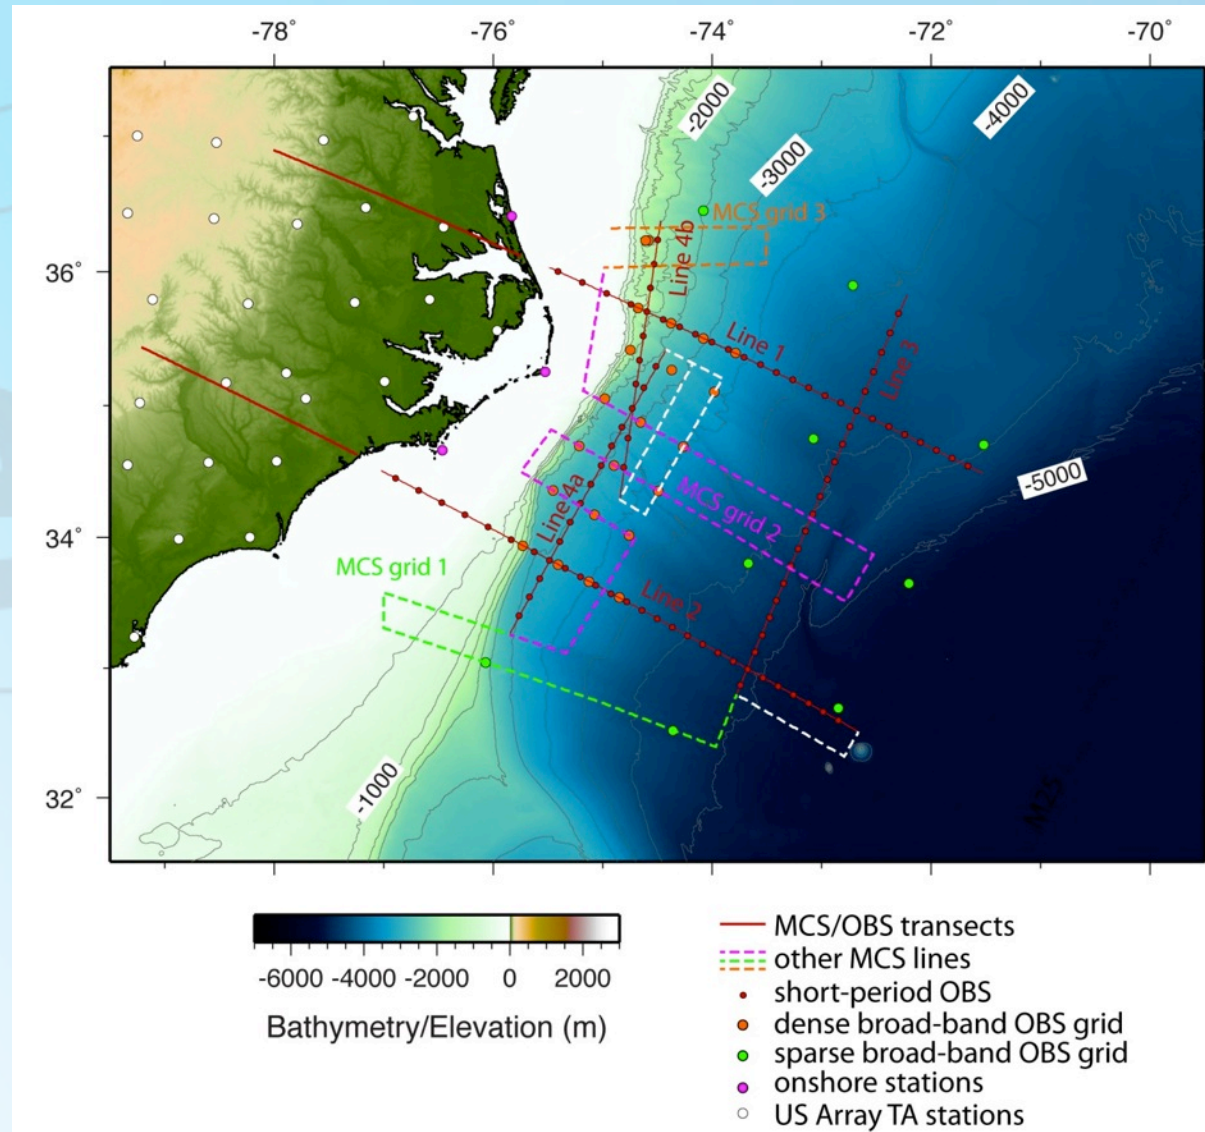 -78° -76° -74° -72° -70°
-2000
-4000
-3000
MCS grid 3
Line 4b
36°
Line 1
Line 3
-5000
MCS grid 2
Line 4a
34°
MCS grid 1
Line 2
-1000
32°
M25
-6000 -4000 -2000 0 2000
Bathymetry/Elevation (m)
MCS/OBS transects
other MCS lines
short-period OBS
dense broad-band OBS grid
sparse broad-band OBS grid
onshore stations
US Array TA stations